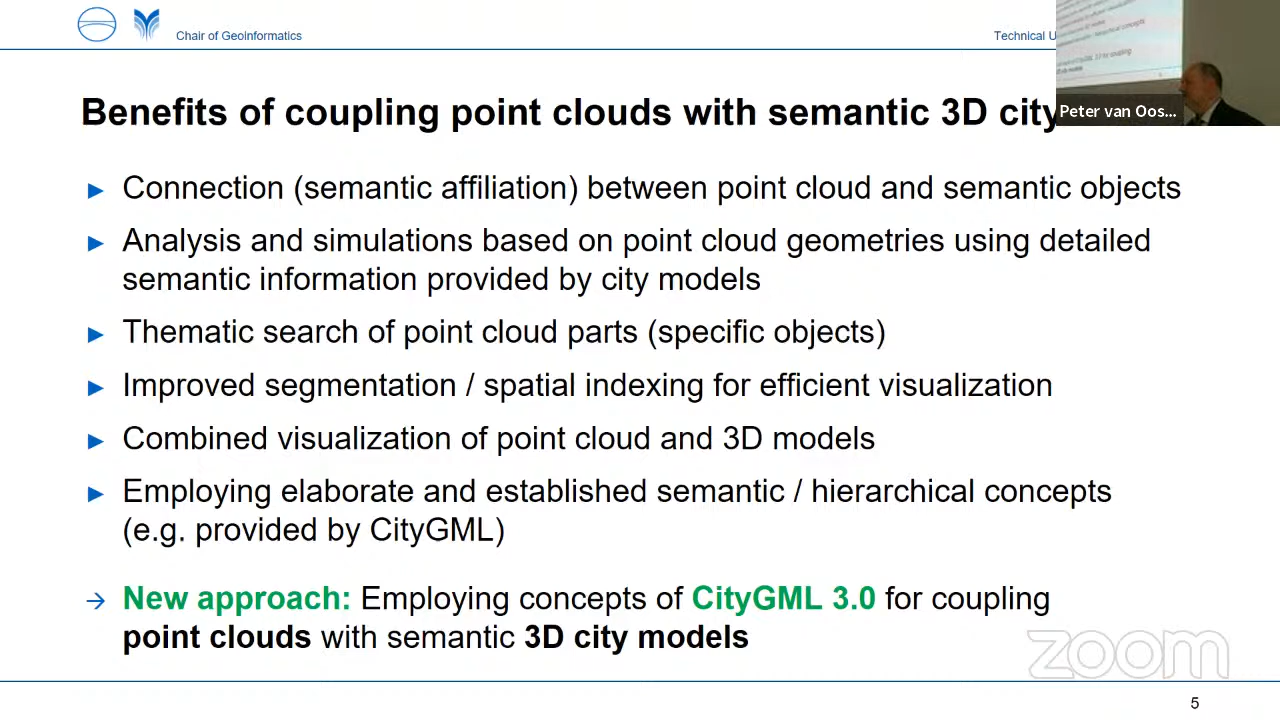 Chair of Geoinformatics
Technical U
Benefits of coupling point clouds with semantic 3D city
Peter van Oos...
► Connection (semantic affiliation) between point cloud and semantic objects
► Analysis and simulations based on point cloud geometries using detailed
semantic information provided by city models
► Thematic search of point cloud parts (specific objects)
► Improved segmentation / spatial indexing for efficient visualization
► Combined visualization of point cloud and 3D models
► Employing elaborate and established semantic / hierarchical concepts
(e.g. provided by CityGML)
→ New approach: Employing concepts of CityGML 3.0 for coupling
point clouds with semantic 3D city models
zoom
5